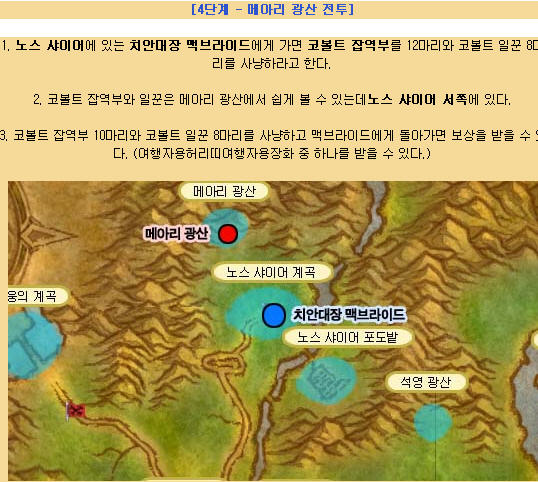 [4단계 - 메아리 광산 전투]
1. 노스 샤이어에 있는 치안대장 맥브라이드에게 가면 코볼트 잡역부를 12마리와 코볼트 일꾼 8
리를 사냥하라고 한다.
2. 코볼트 잡역부와 일꾼은 메아리 광산에서 쉽게 볼 수 있는데노스 샤이어 서쪽에 있다.
3. 코볼트 잡역부 10마리와 코볼트 일꾼 8마리를 사냥하고 맥브라이드에게 돌아가면 보상을 받을 수
다. (여행자용허리띠여행자용장화 중 하나를 받을 수 있다.)
메아리 광산
메아리 광산
노스 샤이어 계곡
웅의 계곡
치안대장 맥브라이드
노스 샤이어 포도밭
석영 광산